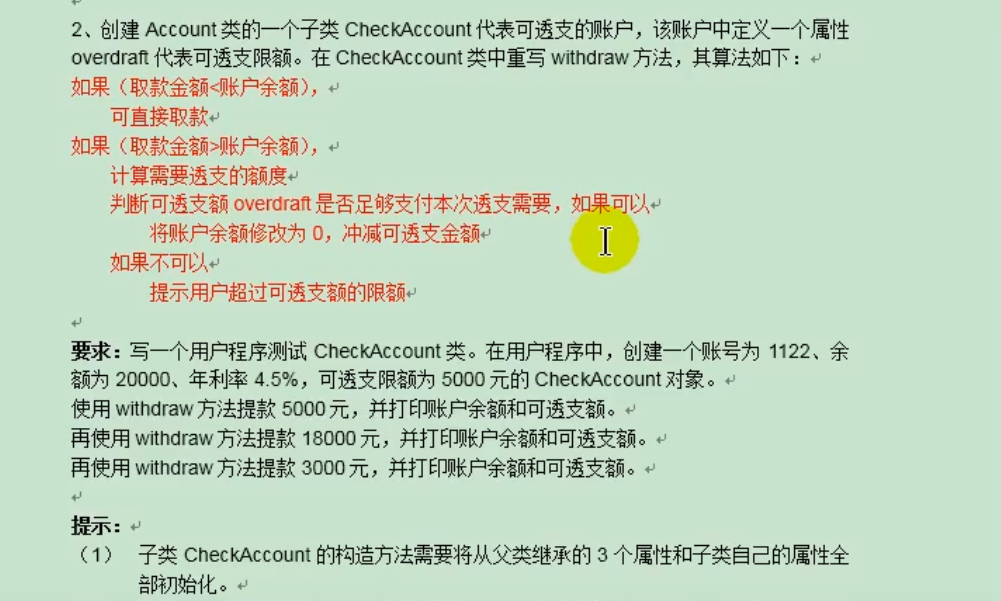 2、创建 Account 类的一个子类 CheckAccount 代表可透支的账户，该账户中定义一个属性
overdraft 代表可透支限额。在 CheckAccount 类中重写 withdraw 方法，其算法如下：
如果（取款金额<账户余额），
可直接取款
如果（取款金额>账户余额），
计算需要透支的额度
判断可透支额 overdraft 是否足够支付本次透支需要，如果可以
将账户余额修改为 0，冲减可透支金额
如果不可以
提示用户超过可透支额的限额
要求：写一个用户程序测试 CheckAccount 类。在用户程序中，创建一个账号为 1122、余
额为 20000、年利率 4.5%，可透支限额为 5000 元的 CheckAccount 对象。
使用 withdraw 方法提款 5000 元，并打印账户余额和可透支额。
再使用 withdraw 方法提款 18000 元，并打印账户余额和可透支额。
再使用 withdraw 方法提款 3000 元，并打印账户余额和可透支额。
提示：
（1） 子类 CheckAccount 的构造方法需要将从父类继承的 3 个属性和子类自己的属性全
部初始化。